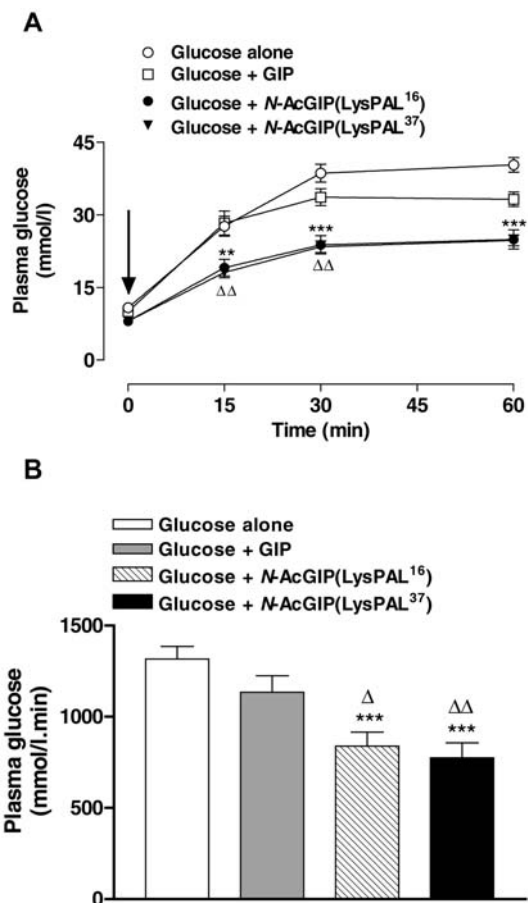 A
Glucose alone
Glucose + GIP
Glucose + N-AcGIP(LysPAL¹⁶)
Glucose + N-AcGIP(LysPAL³⁷)
45
30
15
0
Plasma glucose
(mmol/l)
**
ΔΔ
***
ΔΔ
***
0 15 30 45 60
Time (min)
B
Glucose alone
Glucose + GIP
Glucose + N-AcGIP(LysPAL¹⁶)
Glucose + N-AcGIP(LysPAL³⁷)
1500
1000
500
0
Plasma glucose
(mmol/l.min)
Δ
***
ΔΔ
***